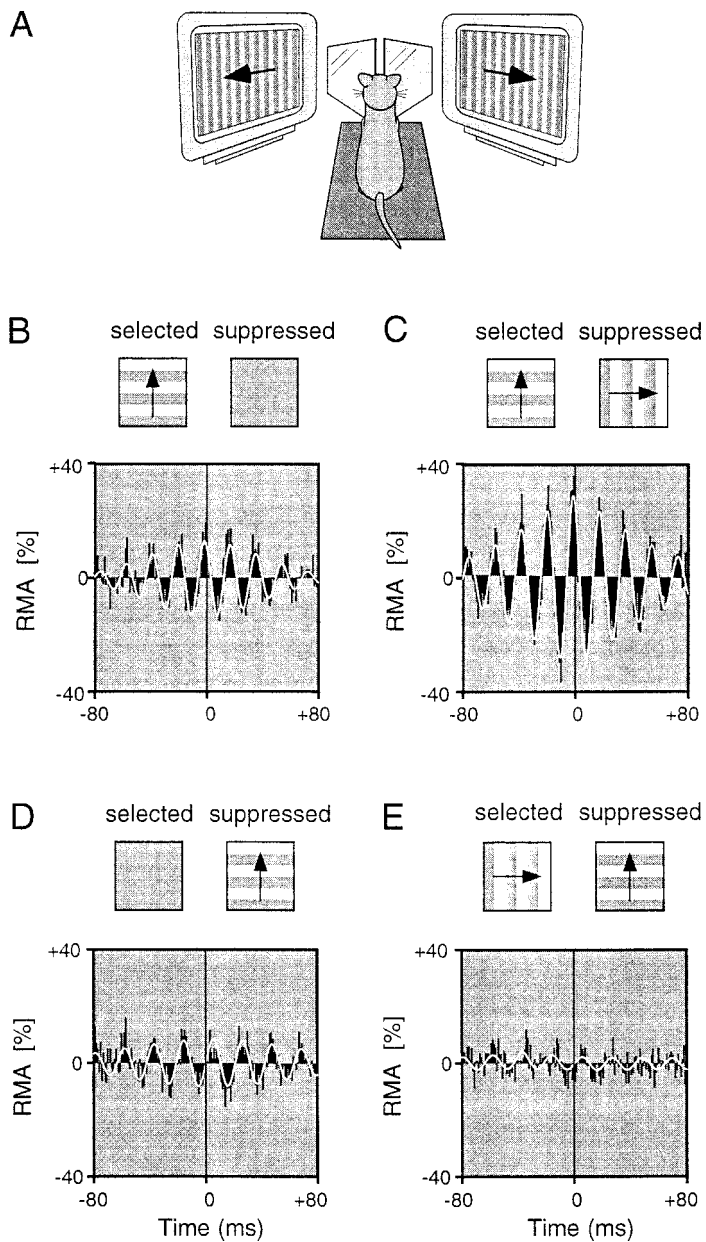 A
B
selected suppressed
C
selected suppressed
+40
0
-40
RMA [%]
-80 0 +80
+40
0
-40
RMA [%]
-80 0 +80
D
selected suppressed
E
selected suppressed
+40
0
-40
RMA [%]
-80 0 +80
Time (ms)
+40
0
-40
RMA [%]
-80 0 +80
Time (ms)